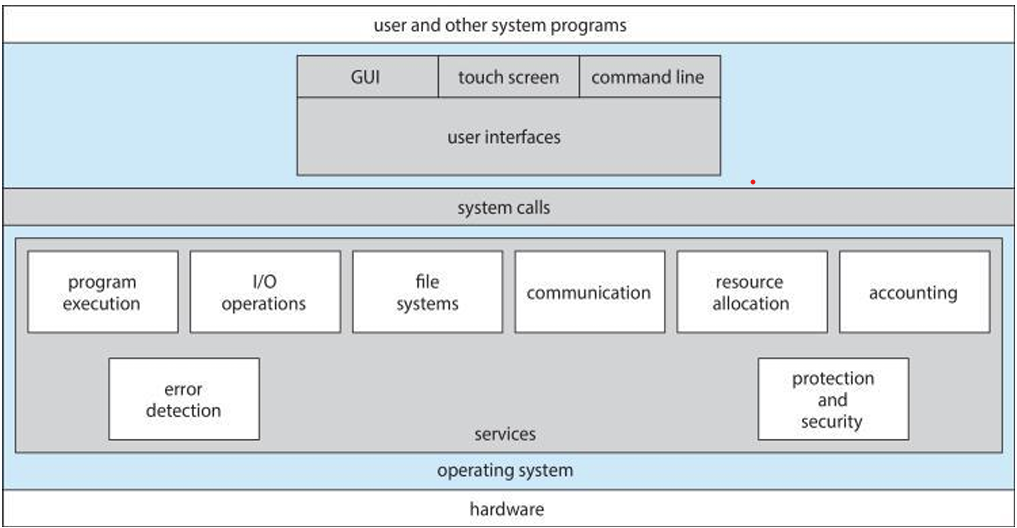 user and other system programs
GUI
touch screen
command line
user interfaces
system calls
program
execution
I/O
operations
file
systems
communication
resource
allocation
accounting
error
detection
protection
and
security
services
operating system
hardware